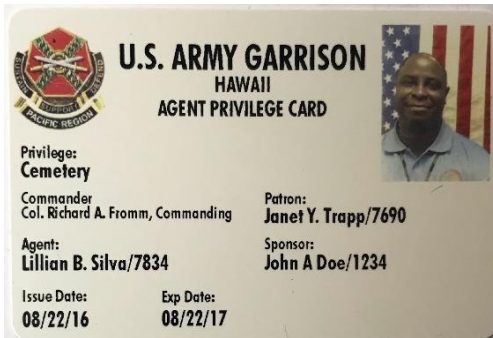 U.S. ARMY GARRISON
HAWAII
AGENT PRIVILEGE CARD
SUSTAIN SUPPORT DEFEND
PACIFIC REGION
Privilege:
Cemetery
Commander
Col. Richard A. Fromm, Commanding
Patron:
Janet Y. Trapp/7690
Agent:
Lillian B. Silva/7834
Sponsor:
John A Doe/1234
Issue Date:
08/22/16
Exp Date:
08/22/17